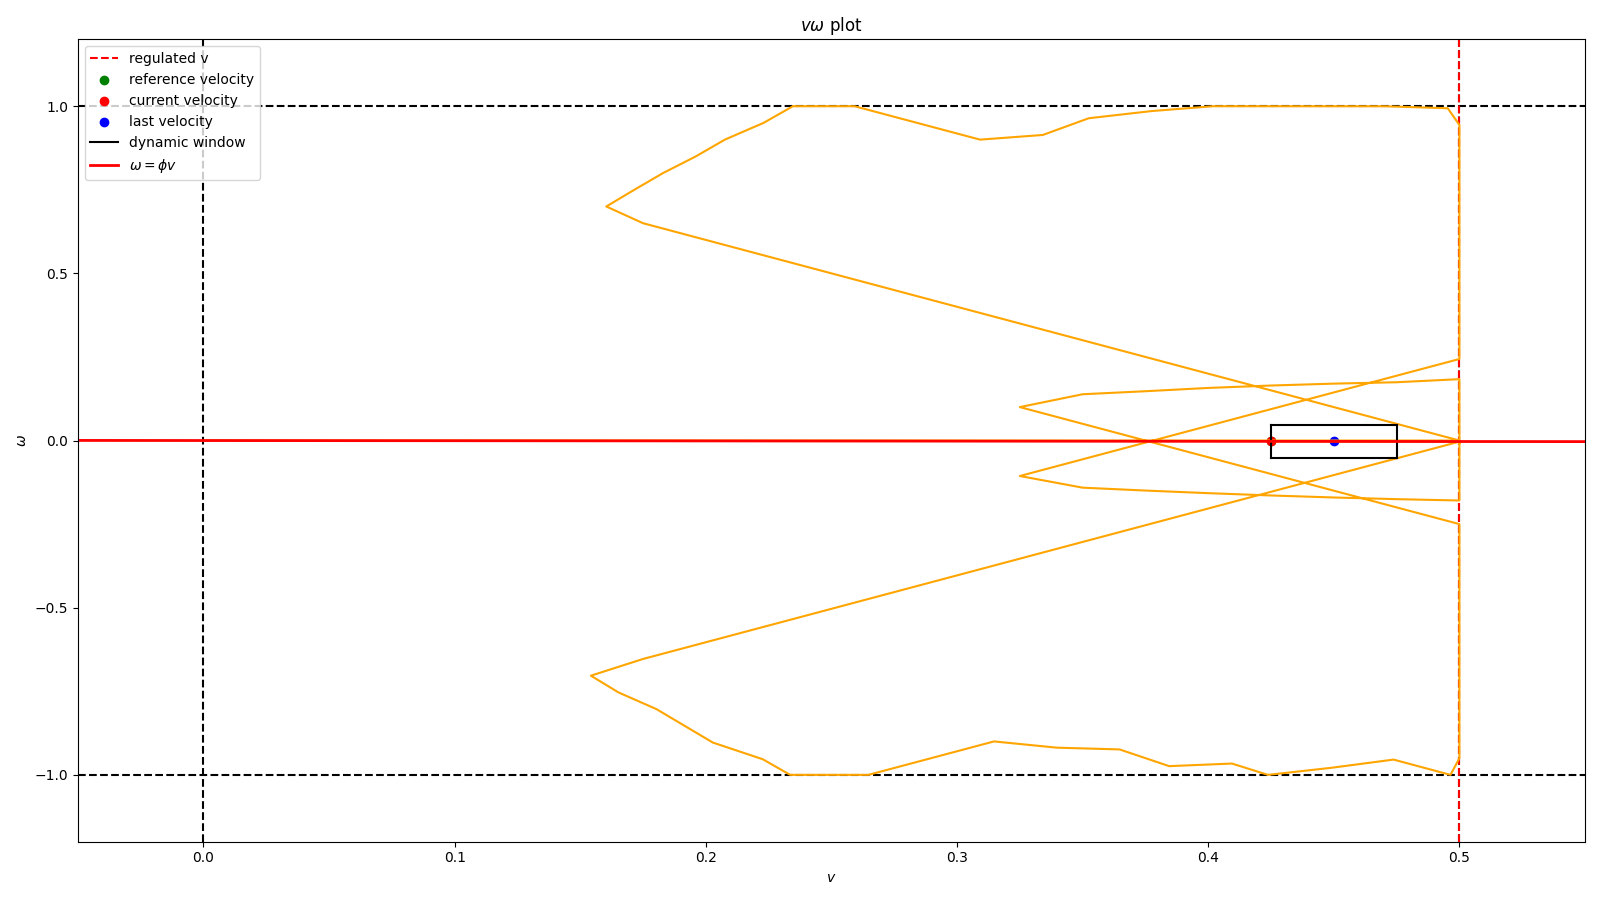 vω plot
regulated v
reference velocity
current velocity
last velocity
dynamic window
ω = ϕv
1.0
0.5
0.0
−0.5
−1.0
ω
0.0 0.1 0.2 0.3 0.4 0.5
v